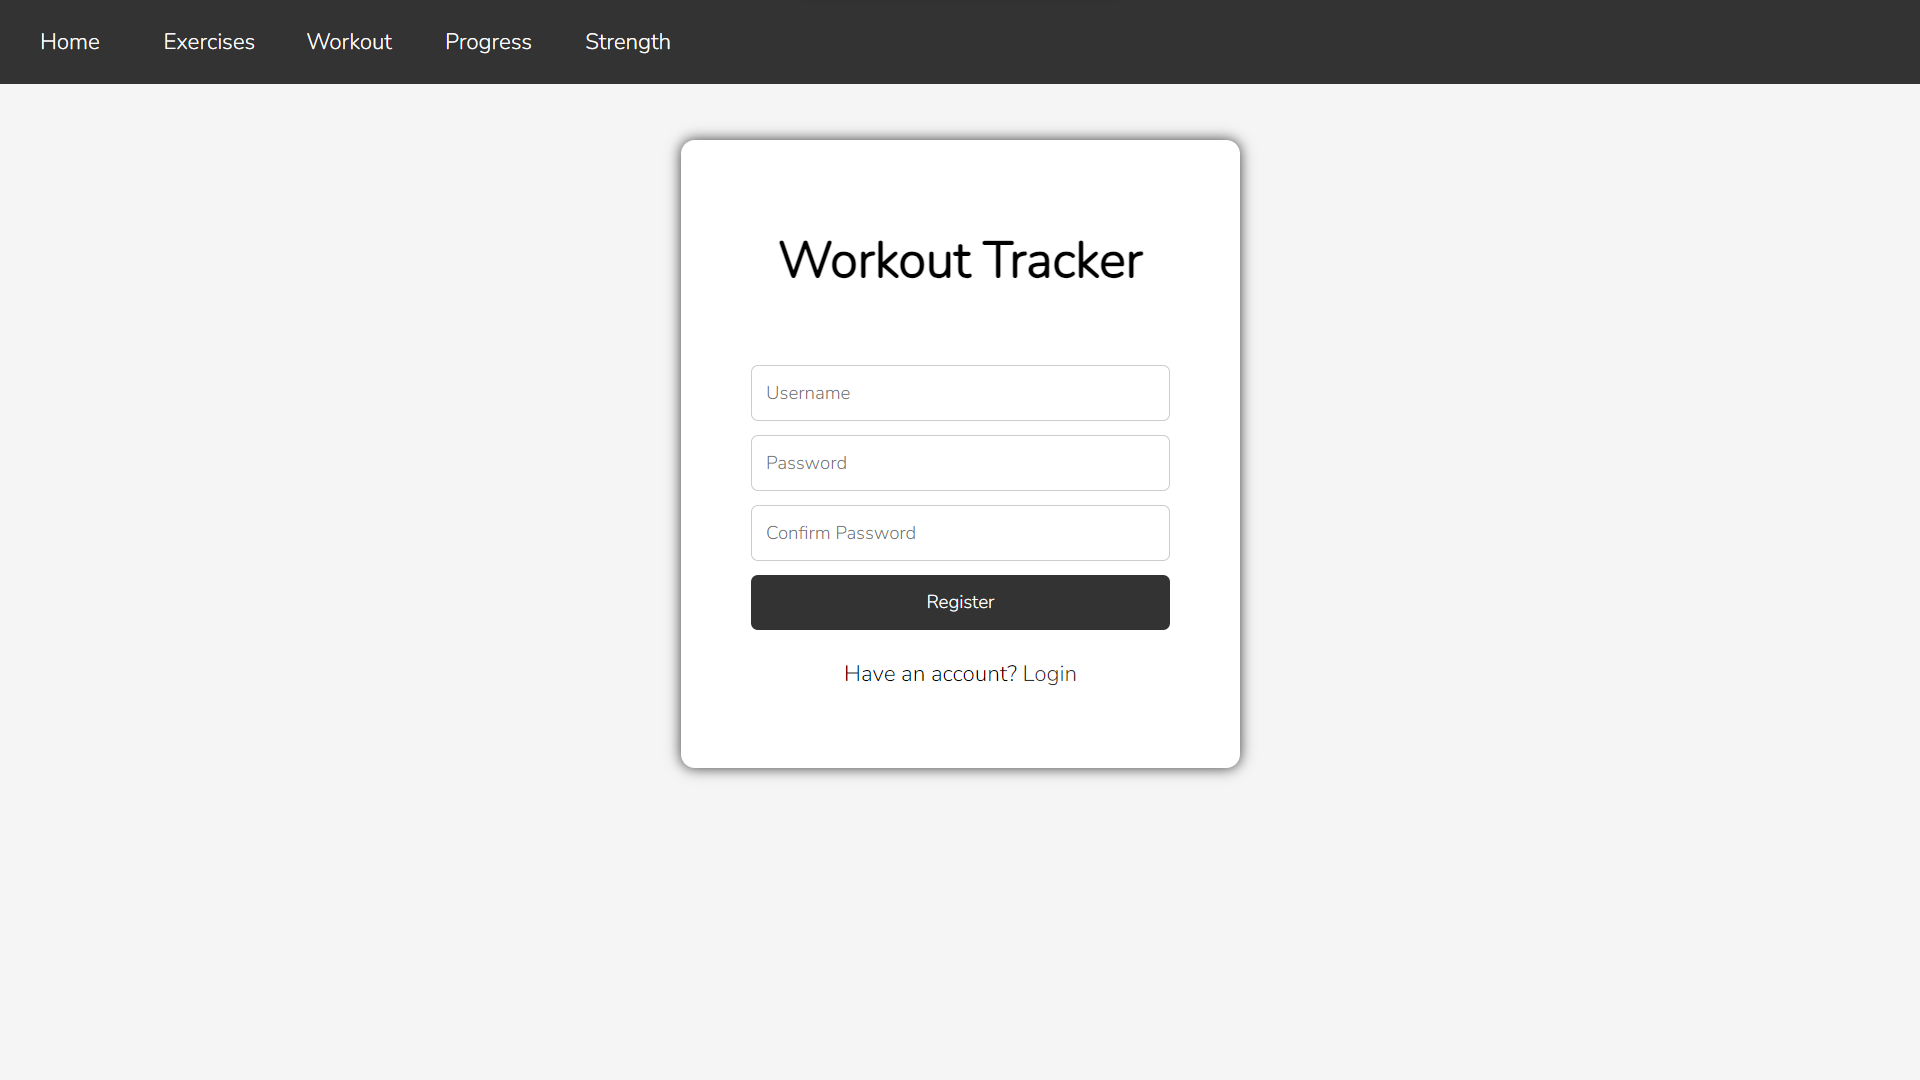 Home Exercises Workout Progress Strength
Workout Tracker
Username
Password
Confirm Password
Register
Have an account? Login